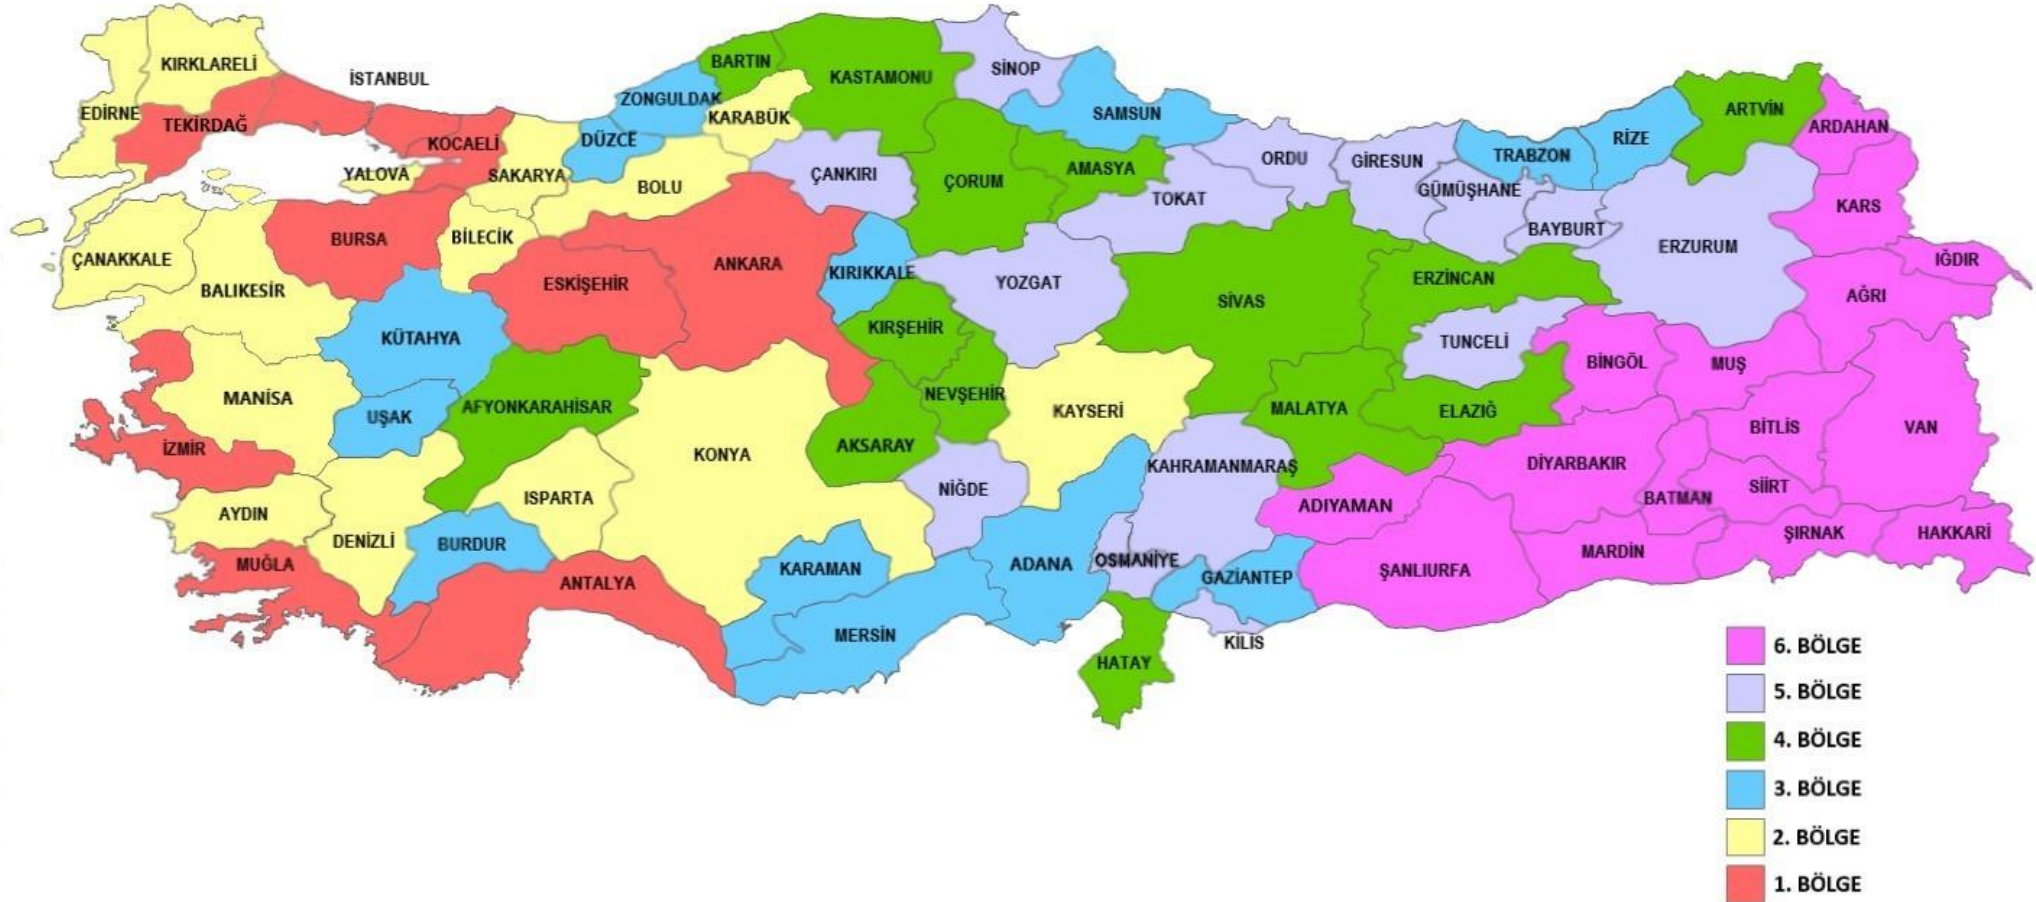 KIRKLARELİ
İSTANBUL
EDİRNE
TEKİRDAĞ
KOCAELİ
YALOVA
SAKARYA
DÜZCE
ZONGULDAK
BARTIN
KARABÜK
KASTAMONU
SİNOP
SAMSUN
BOLU
ÇANKIRI
ÇORUM
AMASYA
TOKAT
ORDU
GİRESUN
GÜMÜŞHANE
TRABZON
RİZE
ARTVİN
ARDAHAN
BAYBURT
ERZURUM
KARS
IĞDIR
AĞRI
ÇANAKKALE
BALIKESİR
BURSA
BİLECİK
ESKİŞEHİR
ANKARA
KIRIKKALE
YOZGAT
SİVAS
ERZİNCAN
TUNCELİ
BİNGÖL
MUŞ
KÜTAHYA
KIRŞEHİR
MANİSA
UŞAK
AFYONKARAHİSAR
NEVŞEHİR
KAYSERİ
MALATYA
ELAZIĞ
BİTLİS
VAN
İZMİR
KONYA
AKSARAY
NİĞDE
KAHRAMANMARAŞ
DİYARBAKIR
BATMAN
SİİRT
AYDIN
DENİZLİ
ISPARTA
ADIYAMAN
ŞIRNAK
HAKKARİ
MUĞLA
BURDUR
ANTALYA
KARAMAN
ADANA
OSMANİYE
GAZİANTEP
ŞANLIURFA
MARDİN
MERSİN
HATAY
KİLİS
6. BÖLGE
5. BÖLGE
4. BÖLGE
3. BÖLGE
2. BÖLGE
1. BÖLGE